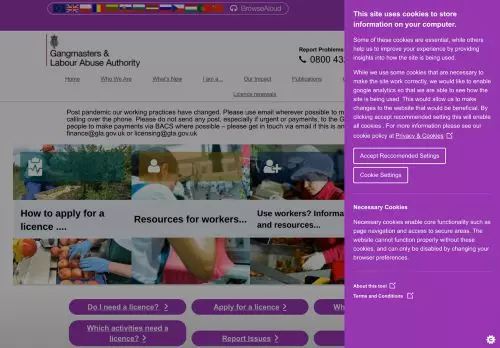 BrowseAloud
Gangmasters &
Labour Abuse Authority
Report Problems
0800 43
Home
Who We Are
What's New
I am a...
Our Impact
Publications
Licence renewals
Post pandemic our working practices have changed. Please use email wherever possible to
calling over the phone. Please do not send any post, especially if urgent or payments, to the
people to make payments via BACS where possible – please get in touch via email if this is
finance@gla.gov.uk or licensing@gla.gov.uk
How to apply for a
licence ....
Resources for workers...
Use workers?
and resources...
Do I need a licence?
Apply for a licence
Which activities need a
licence?
Report Issues
This site uses cookies to store
information on your computer.
Some of these cookies are essential, while others
help us to improve your experience by providing
insights into how the site is being used.
While we use some cookies that are necessary to
make the site work correctly, we would like to enable
google analytics so that we are able to see how the
site is being used. This would allow us to make
changes to the website that would be beneficial. By
clicking accept recommended setting this will enable
all cookies . For more information please see our
cookie policy at Privacy & Cookies
Accept Reccomended Settings
Cookie Settings
Necessary Cookies
Necessary cookies enable core functionality such as
page navigation and access to secure areas. The
website cannot function properly without these
cookies, and can only be disabled by changing your
browser preferences.
About this tool
Terms and Conditions